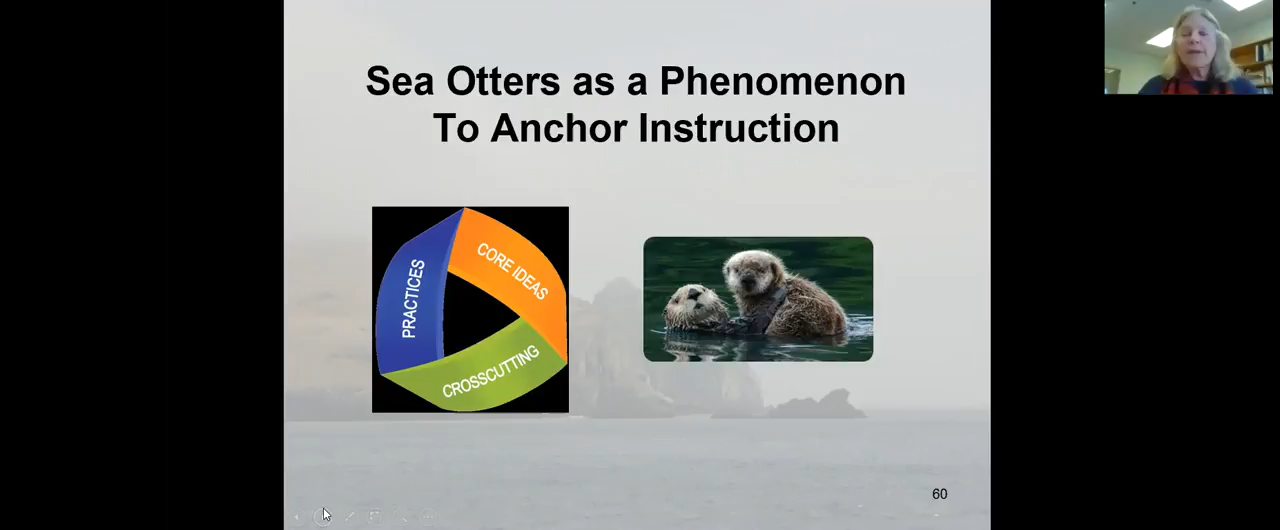 Sea Otters as a Phenomenon
To Anchor Instruction
PRACTICES
CORE IDEAS
CROSSCUTTING
60